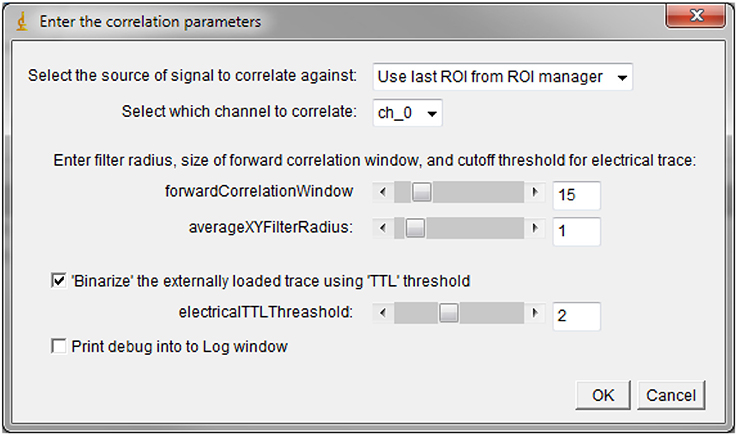 Enter the correlation parameters
Select the source of signal to correlate against: Use last ROI from ROI manager
Select which channel to correlate: ch_0
Enter filter radius, size of forward correlation window, and cutoff threshold for electrical trace:
forwardCorrelationWindow 15
averageXYFilterRadius: 1
'Binarize' the externally loaded trace using 'TTL' threshold
electricalTTLThreashold: 2
Print debug into to Log window
OK Cancel